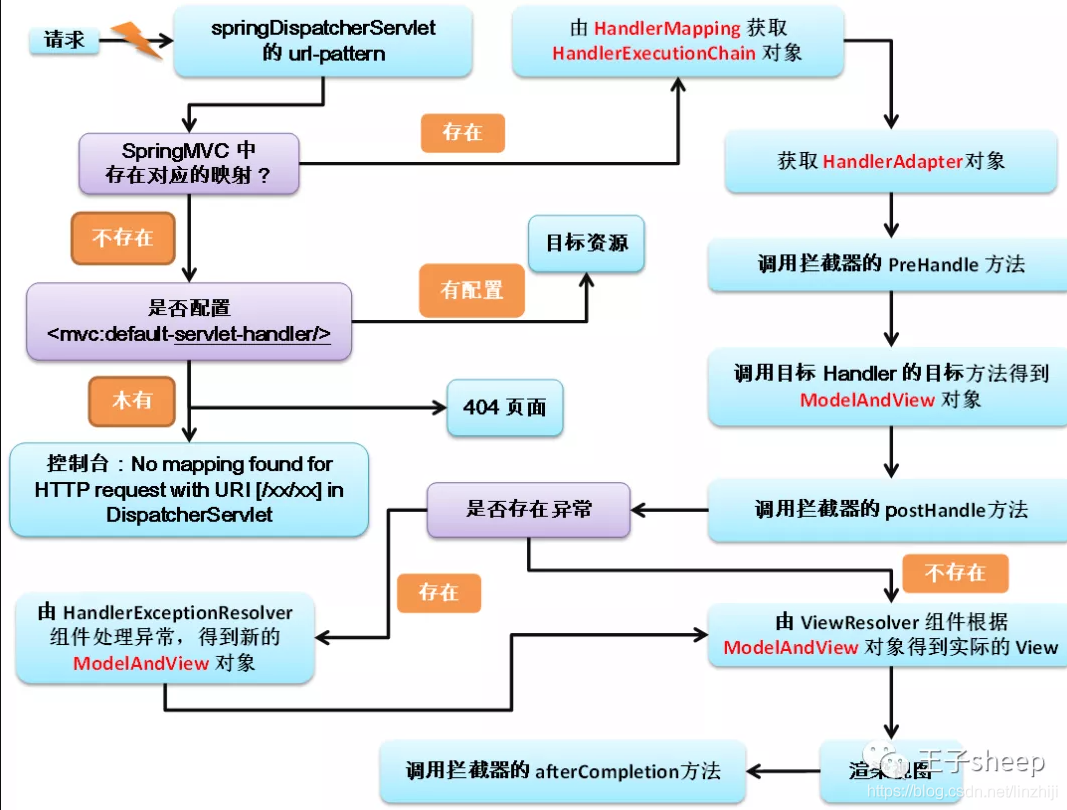 请求
springDispatcherServlet
的 url-pattern
由 HandlerMapping 获取
HandlerExecutionChain 对象
存在
SpringMVC 中
存在对应的映射？
获取 HandlerAdapter对象
不存在
目标资源
调用拦截器的 PreHandle 方法
有配置
是否配置
<mvc:default-servlet-handler/>
调用目标 Handler 的目标方法得到
ModelAndView 对象
木有
404 页面
控制台：No mapping found for
HTTP request with URI [/xx/xx] in
DispatcherServlet
是否存在异常
调用拦截器的 postHandle方法
不存在
存在
由 HandlerExceptionResolver
组件处理异常，得到新的
ModelAndView 对象
由 ViewResolver 组件根据
ModelAndView 对象得到实际的 View
调用拦截器的 afterCompletion方法
渲染视图
王子sheep
https://blog.csdn.net/linzhiji